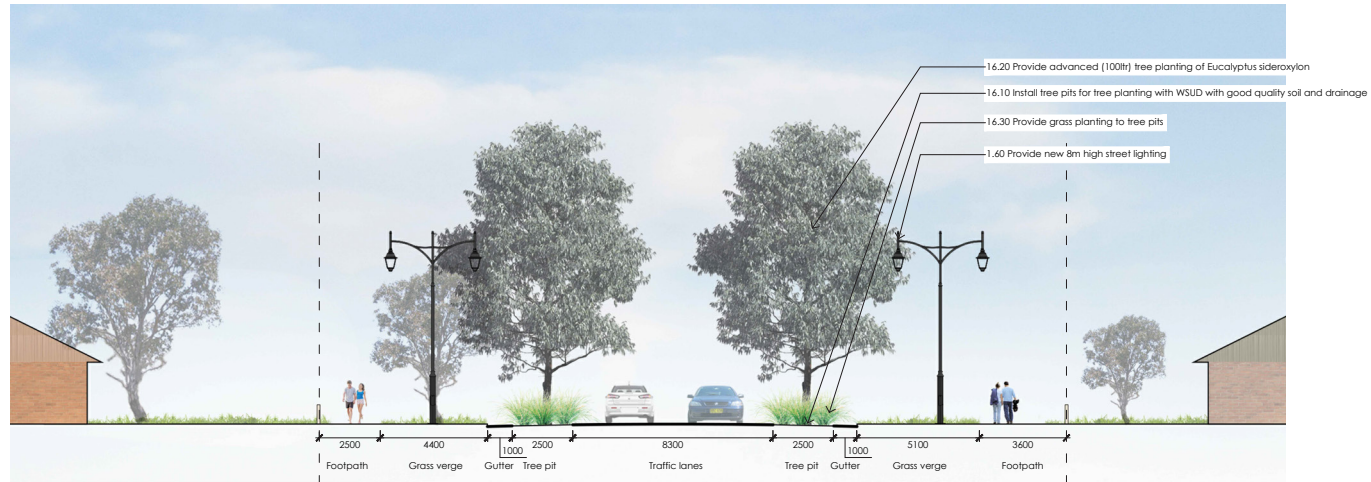 16.20 Provide advanced (100ltr) tree planting of Eucalyptus sideroxylon
16.10 Install tree pits for tree planting with WSUD with good quality soil and drainage
16.30 Provide grass planting to tree pits
1.60 Provide new 8m high street lighting
2500 4400 1000 2500 8300 2500 1000 5100 3600
Footpath Grass verge Gutter Tree pit Traffic lanes Tree pit Gutter Grass verge Footpath